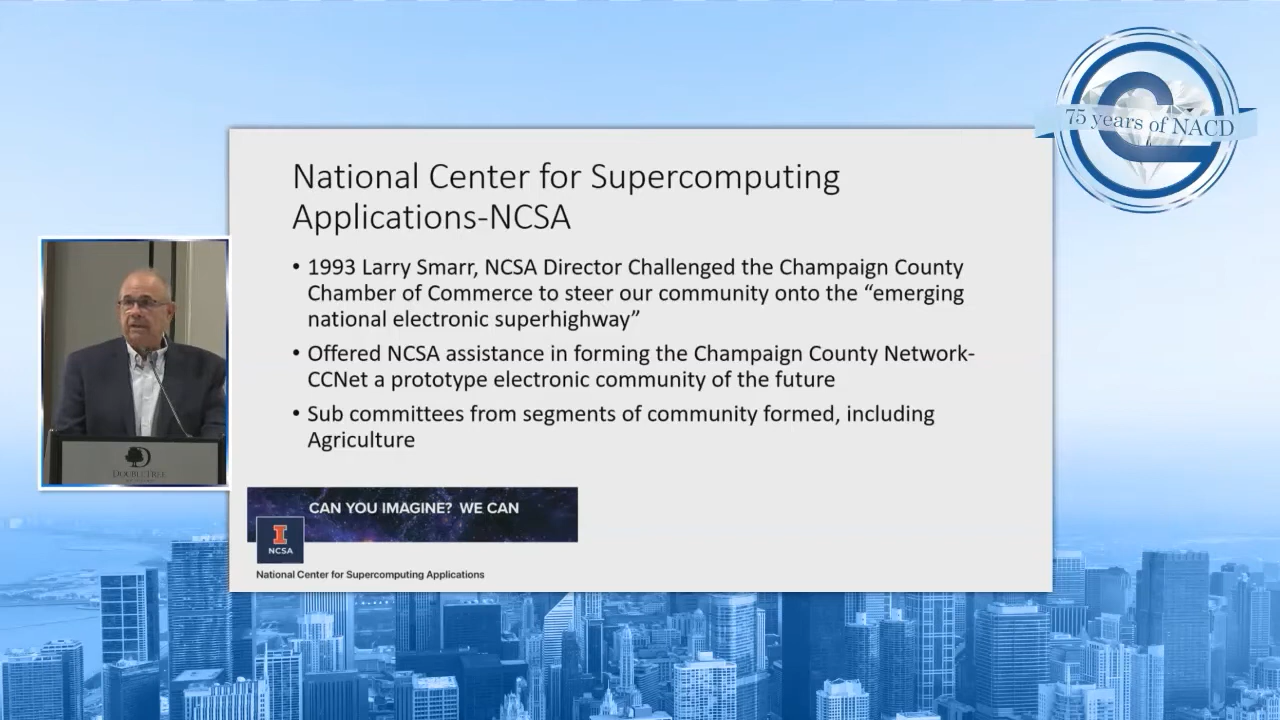 75 years of NACD
National Center for Supercomputing
Applications-NCSA
• 1993 Larry Smarr, NCSA Director Challenged the Champaign County
Chamber of Commerce to steer our community onto the “emerging
national electronic superhighway”
• Offered NCSA assistance in forming the Champaign County Network-
CCNet a prototype electronic community of the future
• Sub committees from segments of community formed, including
Agriculture
DOUBLETREE
CAN YOU IMAGINE? WE CAN
I
NCSA
National Center for Supercomputing Applications